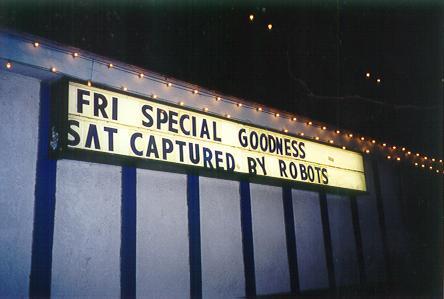 FRI SPECIAL GOODNESS
SAT CAPTURED BY ROBOTS